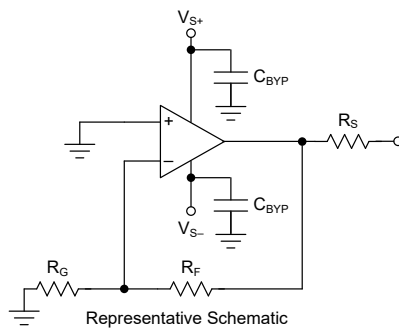 VS+
CBYP
+
RS
−
CBYP
VS−
RG
RF
Representative Schematic